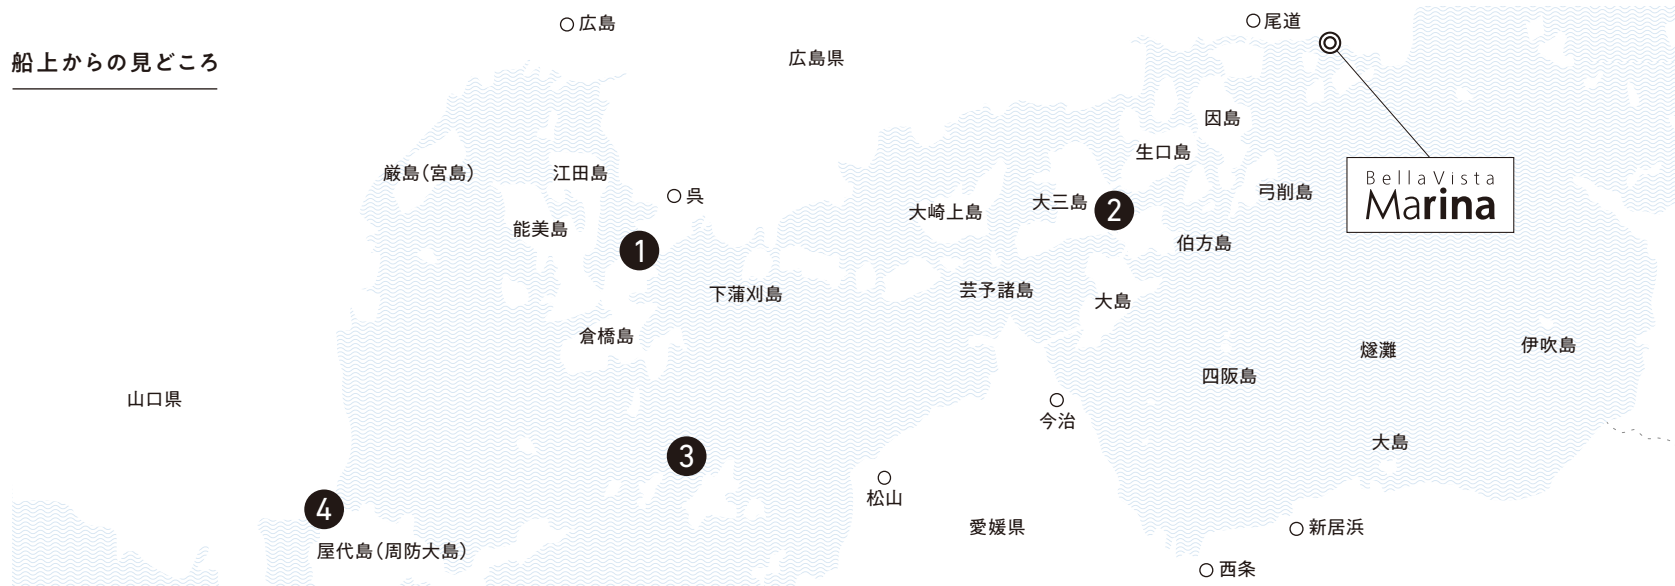 船上からの見どころ
広島
広島県
尾道
BellaVista
Marina
因島
生口島
弓削島
厳島(宮島)
江田島
呉
能美島
1
大崎上島
大三島
2
伯方島
下蒲刈島
芸予諸島
大島
倉橋島
燧灘
伊吹島
四阪島
山口県
今治
大島
3
松山
4
愛媛県
新居浜
屋代島(周防大島)
西条